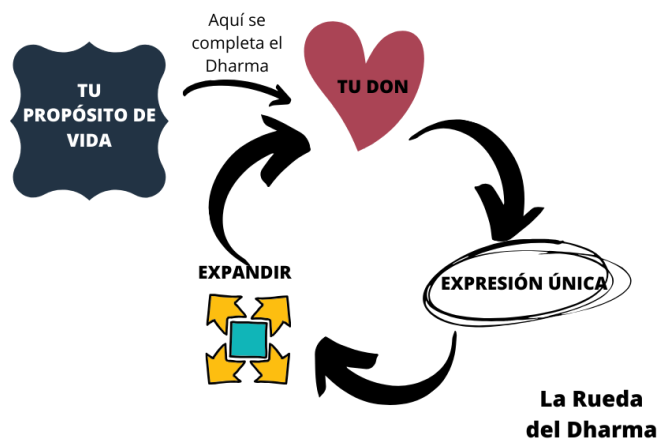 Aquí se
completa el
Dharma
TU
PROPÓSITO DE
VIDA
TU DON
EXPANDIR
EXPRESIÓN ÚNICA
La Rueda
del Dharma